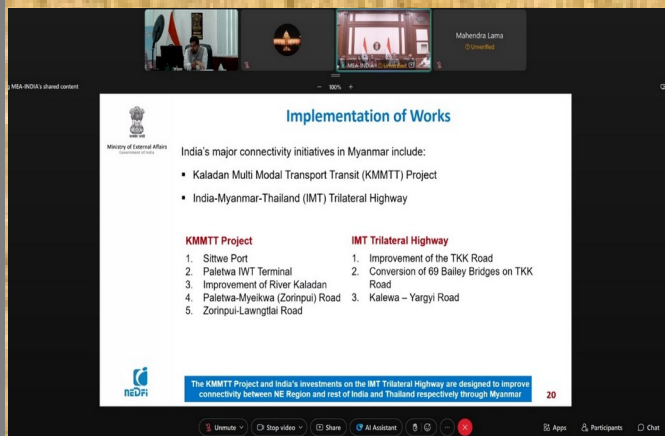 Mahendra Lama
Unverified
MEA-INDIA
Unverified
g MEA-INDIA's shared content
— 100% +
Implementation of Works
Ministry of External Affairs
Government of India
India's major connectivity initiatives in Myanmar include:
▪ Kaladan Multi Modal Transport Transit (KMMTT) Project
▪ India-Myanmar-Thailand (IMT) Trilateral Highway
KMMTT Project
1. Sittwe Port
2. Paletwa IWT Terminal
3. Improvement of River Kaladan
4. Paletwa-Myeikwa (Zorinpui) Road
5. Zorinpui-Lawngtlai Road
IMT Trilateral Highway
1. Improvement of the TKK Road
2. Conversion of 69 Bailey Bridges on TKK
Road
3. Kalewa – Yargyi Road
NEDFi
The KMMTT Project and India's investments on the IMT Trilateral Highway are designed to improve
connectivity between NE Region and rest of India and Thailand respectively through Myanmar
20
Unmute
Stop video
Share
AI Assistant
Apps
Participants
Chat